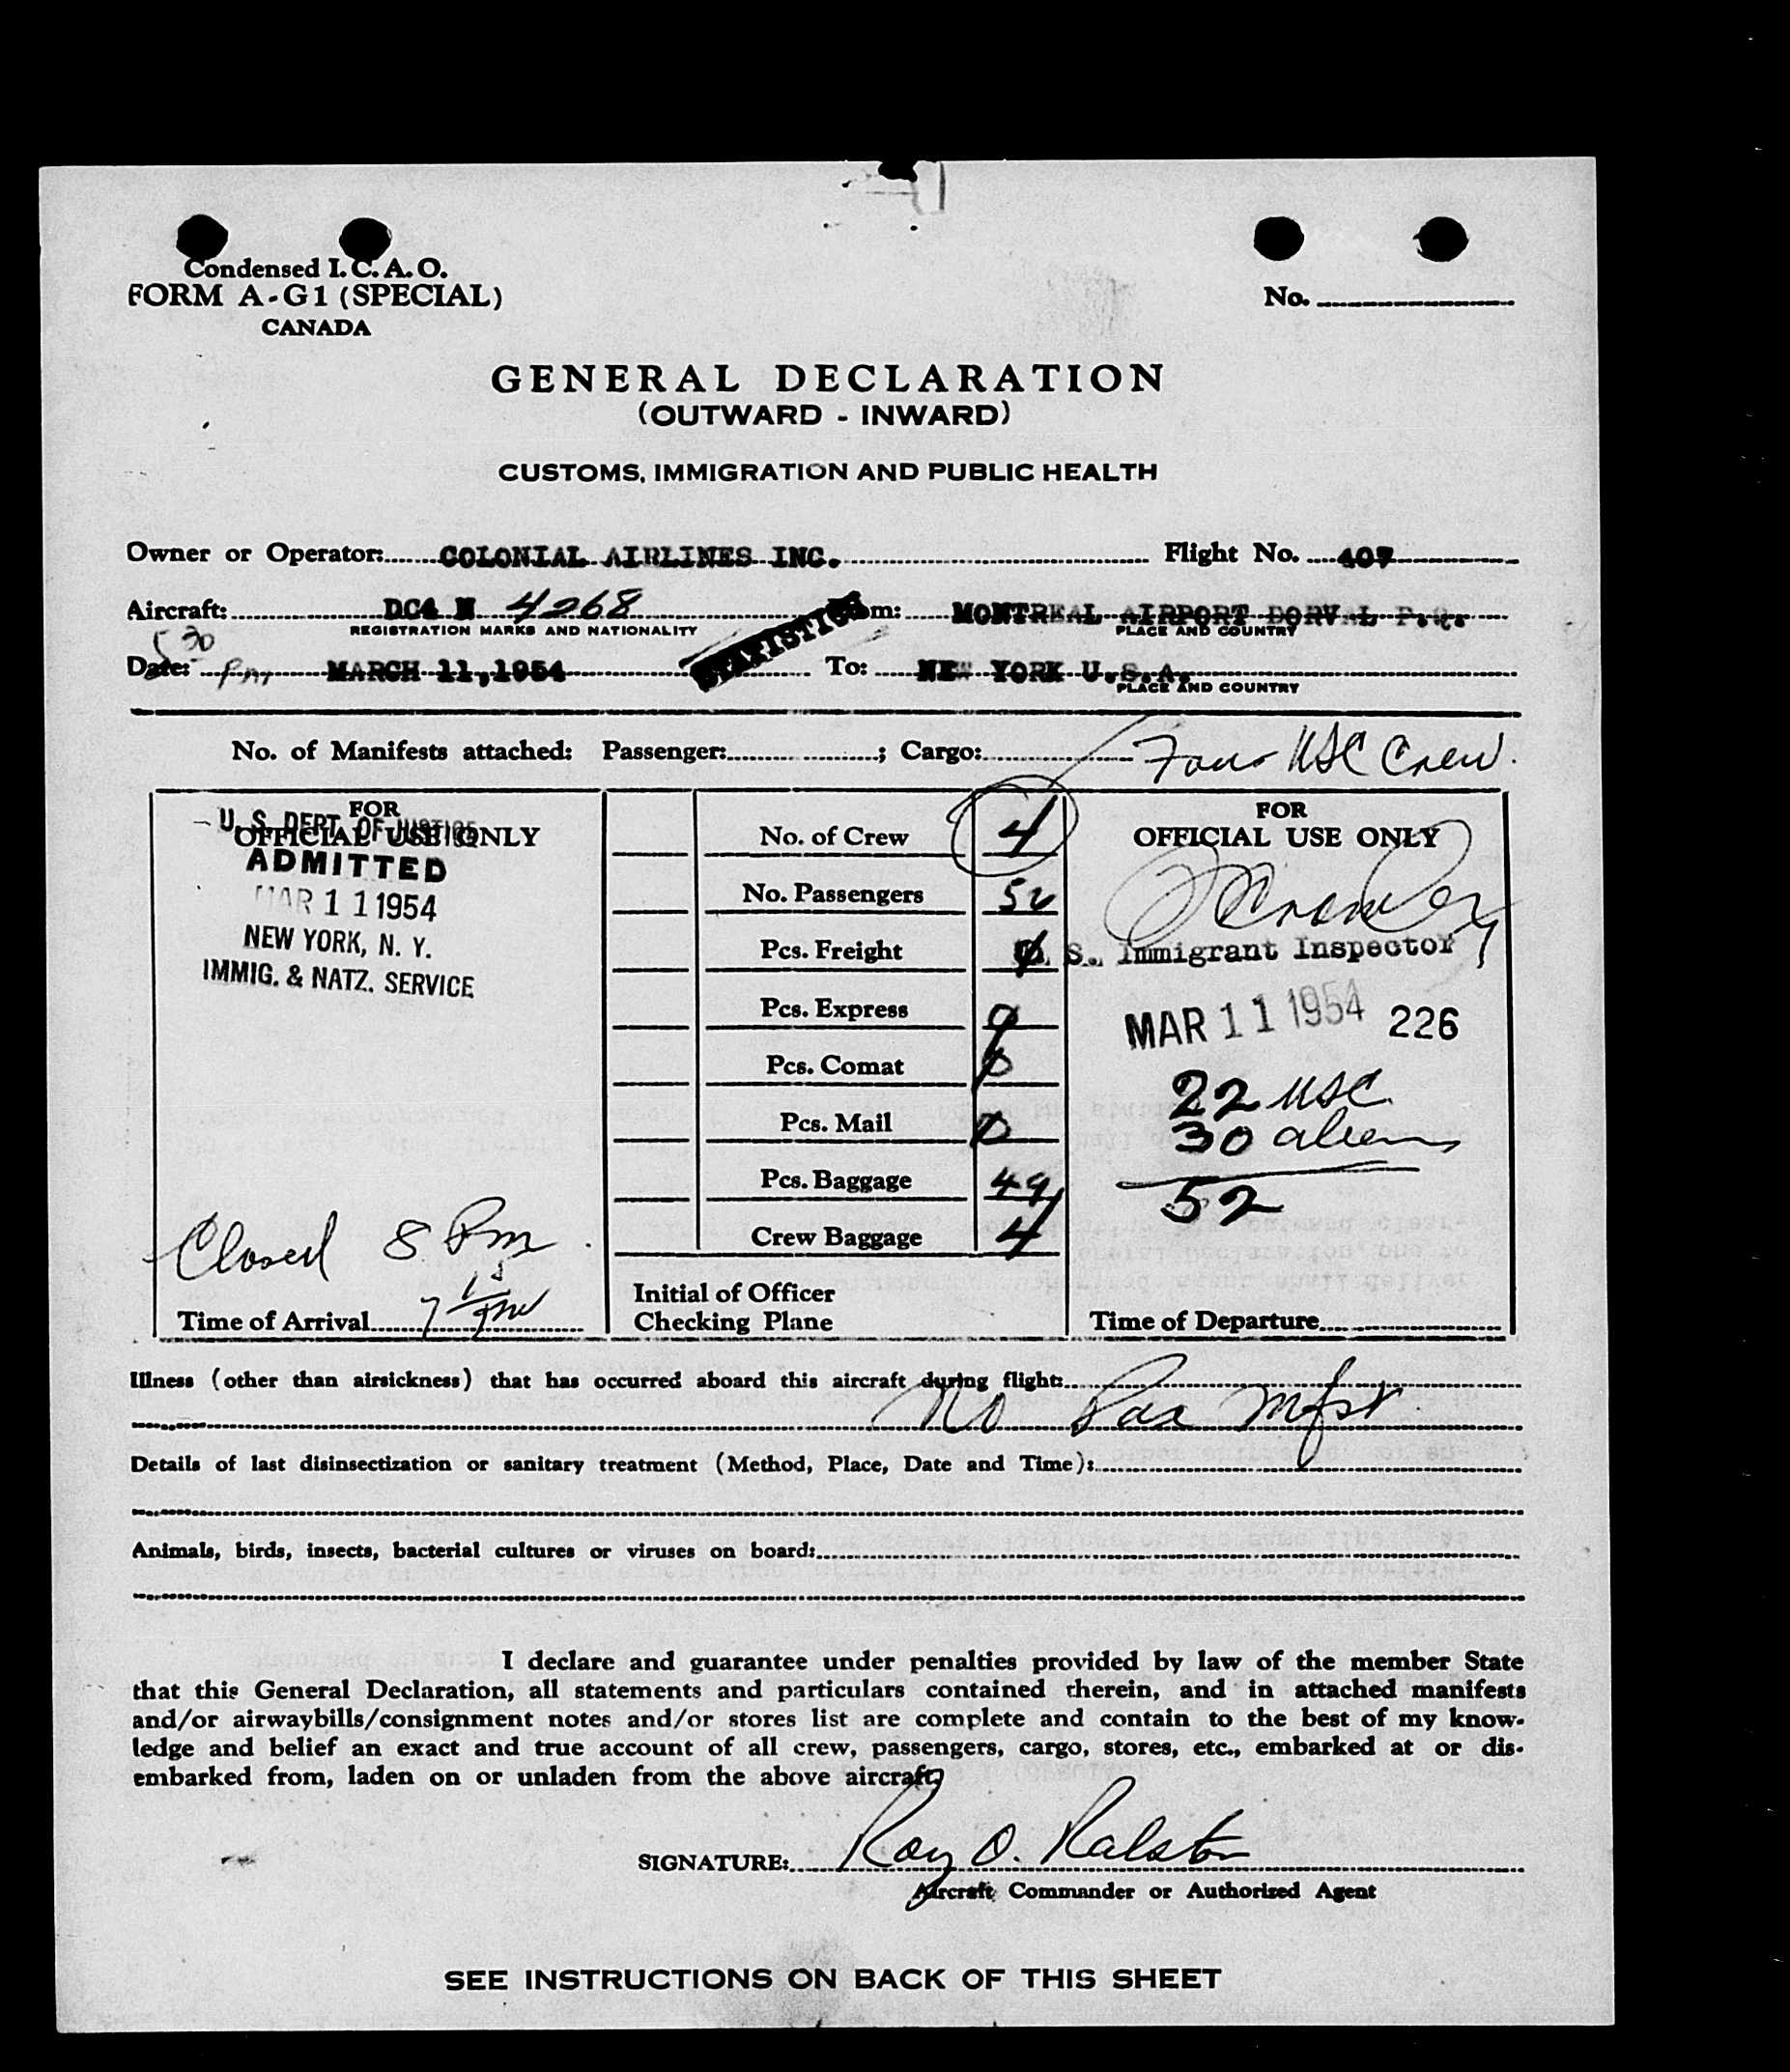 Condensed I. C. A. O.
FORM A-G1 (SPECIAL)
CANADA
No.
GENERAL DECLARATION
(OUTWARD - INWARD)
CUSTOMS, IMMIGRATION AND PUBLIC HEALTH
Owner or Operator: COLONIAL AIRLINES INC. Flight No. 407
Aircraft: DC4 N 4268 m: MONTREAL AIRPORT DORVAL P.Q.
REGISTRATION MARKS AND NATIONALITY PLACE AND COUNTRY
STATISTICS
5 30
Date: Pm MARCH 11,1954 To: NEW YORK U.S.A.
PLACE AND COUNTRY
No. of Manifests attached: Passenger: ; Cargo: Four USC Crew.
FOR
OFFICIAL USE ONLY
U. S. DEPT. OF JUSTICE
ADMITTED
MAR 11 1954
NEW YORK, N. Y.
IMMIG. & NATZ. SERVICE
Closed 8 Pm
Time of Arrival 7 15 Pm
No. of Crew 4
No. Passengers 52
Pcs. Freight
Pcs. Express
Pcs. Comat
Pcs. Mail
Pcs. Baggage 49
Crew Baggage 4
Initial of Officer
Checking Plane
FOR
OFFICIAL USE ONLY
U. S. Immigrant Inspector
MAR 11 1954 226
22 USC
30 aliens
52
Time of Departure
Illness (other than airsickness) that has occurred aboard this aircraft during flight:
No Pax Mfst
Details of last disinsectization or sanitary treatment (Method, Place, Date and Time):
Animals, birds, insects, bacterial cultures or viruses on board:
I declare and guarantee under penalties provided by law of the member State
that this General Declaration, all statements and particulars contained therein, and in attached manifests
and/or airwaybills/consignment notes and/or stores list are complete and contain to the best of my know-
ledge and belief an exact and true account of all crew, passengers, cargo, stores, etc., embarked at or dis-
embarked from, laden on or unladen from the above aircraft.
SIGNATURE: Roy O. Ralston
Aircraft Commander or Authorized Agent
SEE INSTRUCTIONS ON BACK OF THIS SHEET